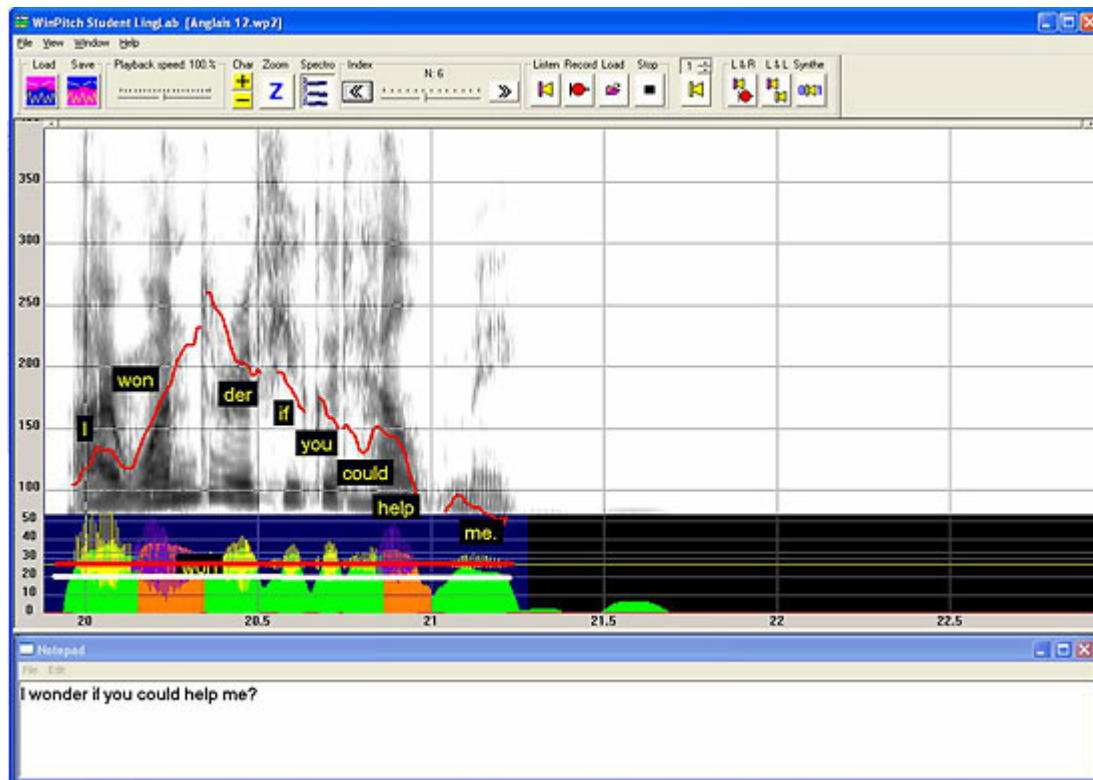 WinPitch Student LingLab [Anglais 12.wp2]
File View Window Help
Load Save Playback speed 100.% Char Zoom Spectro Index N: 6 Listen Record Load Stop 1 L & R L & L Synthe
Z
350
300
250
200
150
100
I won der if you could help me.
50
40
30
20
10
0
won
20 20.5 21 21.5 22 22.5
Notepad
File Edit
I wonder if you could help me?